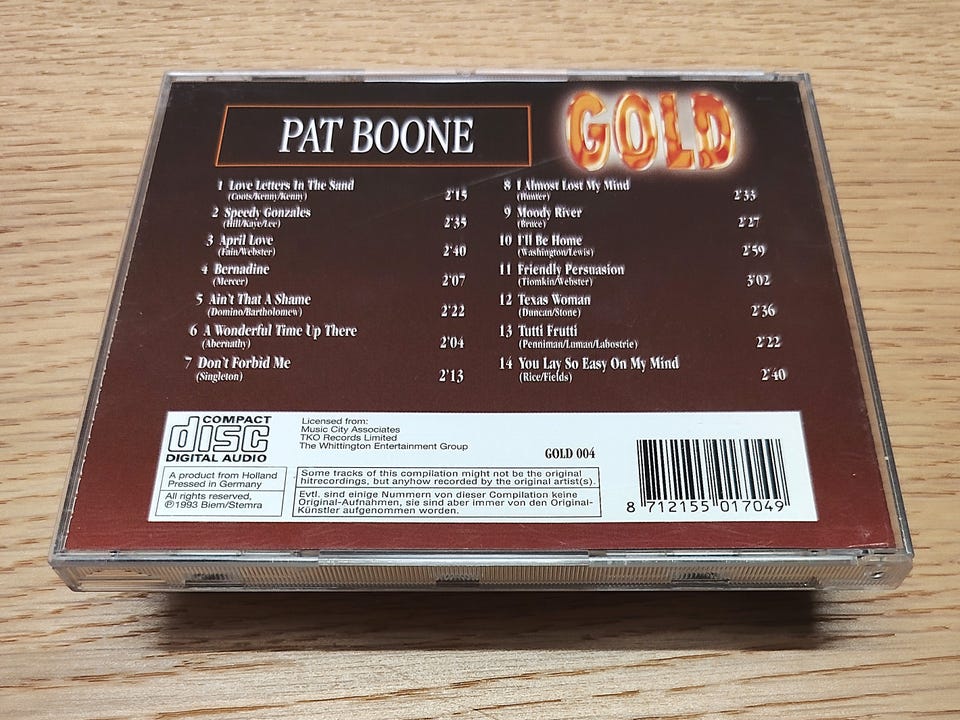 PAT BOONE
GOLD
1 Love Letters In The Sand
(Coots/Kenny/Kenny)
2'15
2 Speedy Gonzales
(Hill/Kaye/Lee)
2'35
3 April Love
(Fain/Webster)
2'40
4 Bernadine
(Mercer)
2'07
5 Ain't That A Shame
(Domino/Bartholomew)
2'22
6 A Wonderful Time Up There
(Abernathy)
2'04
7 Don't Forbid Me
(Singleton)
2'13
8 I Almost Lost My Mind
(Hunter)
2'33
9 Moody River
(Bruce)
2'27
10 I'll Be Home
(Washington/Lewis)
2'59
11 Friendly Persuasion
(Tiomkin/Webster)
3'02
12 Texas Woman
(Duncan/Stone)
2'36
13 Tutti Frutti
(Penniman/Luman/Labostrie)
2'22
14 You Lay So Easy On My Mind
(Rice/Fields)
2'40
COMPACT
disc
DIGITAL AUDIO
Licensed from:
Music City Associates
TKO Records Limited
The Whittington Entertainment Group
GOLD 004
A product from Holland
Pressed in Germany
All rights reserved,
℗1993 Biem/Stemra
Some tracks of this compilation might not be the original
hitrecordings, but anyhow recorded by the original artist(s).
Evtl. sind einige Nummern von dieser Compilation keine
Original-Aufnahmen, sie sind aber immer von den Original-
Künstler aufgenommen worden.
8 712155 017049